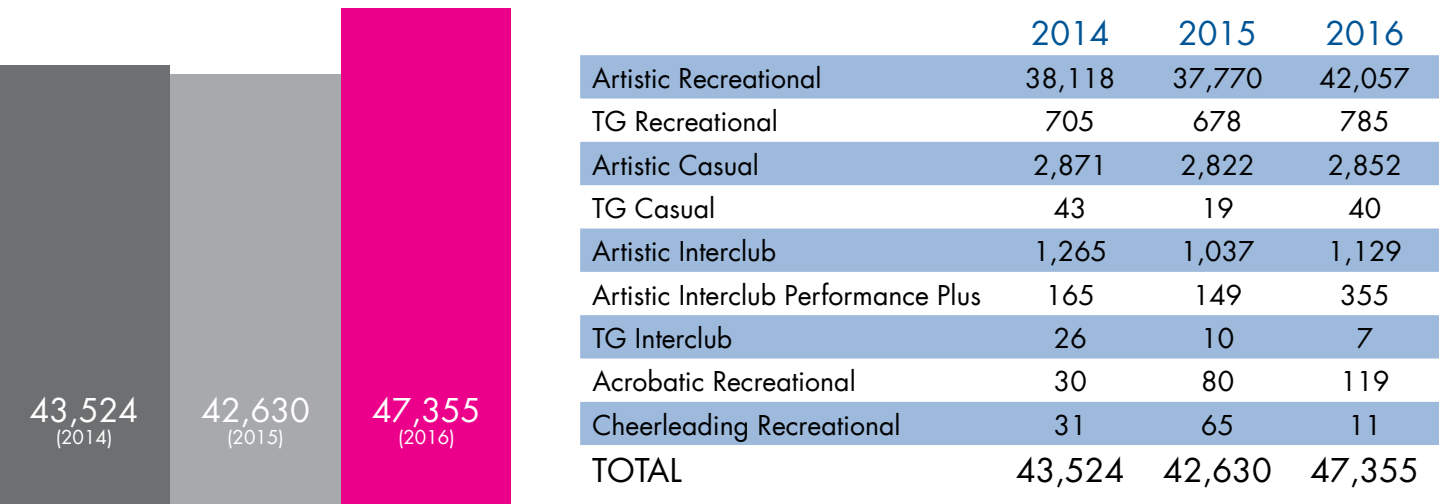 43,524
(2014)
42,630
(2015)
47,355
(2016)
2014 2015 2016
Artistic Recreational 38,118 37,770 42,057
TG Recreational 705 678 785
Artistic Casual 2,871 2,822 2,852
TG Casual 43 19 40
Artistic Interclub 1,265 1,037 1,129
Artistic Interclub Performance Plus 165 149 355
TG Interclub 26 10 7
Acrobatic Recreational 30 80 119
Cheerleading Recreational 31 65 11
TOTAL 43,524 42,630 47,355